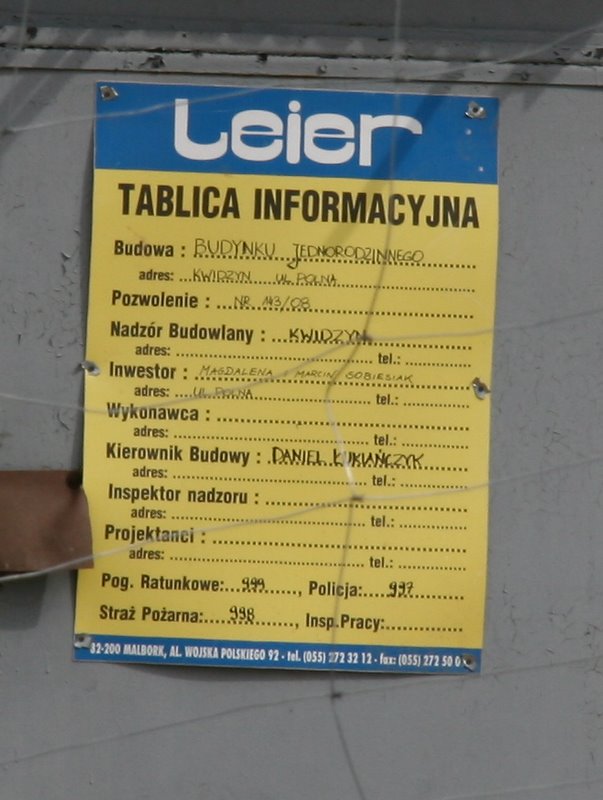 Leier
TABLICA INFORMACYJNA
Budowa : BUDYNKU JEDNORODZINNEGO
adres: KWIDZYN UL POLNA
Pozwolenie : NR 143/08
Nadzór Budowlany : KWIDZYN
adres: tel.:
Inwestor : MAGDALENA I MARCIN SOBIESIAK
adres: UL POLNA tel.:
Wykonawca :
adres: tel.:
Kierownik Budowy : DANIEL ŁUKIAŃCZYK
adres: tel.:
Inspektor nadzoru :
adres: tel.:
Projektanci :
adres: tel.:
Pog. Ratunkowe: 999, Policja: 997
Straż Pożarna: 998, Insp.Pracy:
82-200 MALBORK, AL. WOJSKA POLSKIEGO 92 - tel. (055) 272 32 12 - fax: (055) 272 50 0